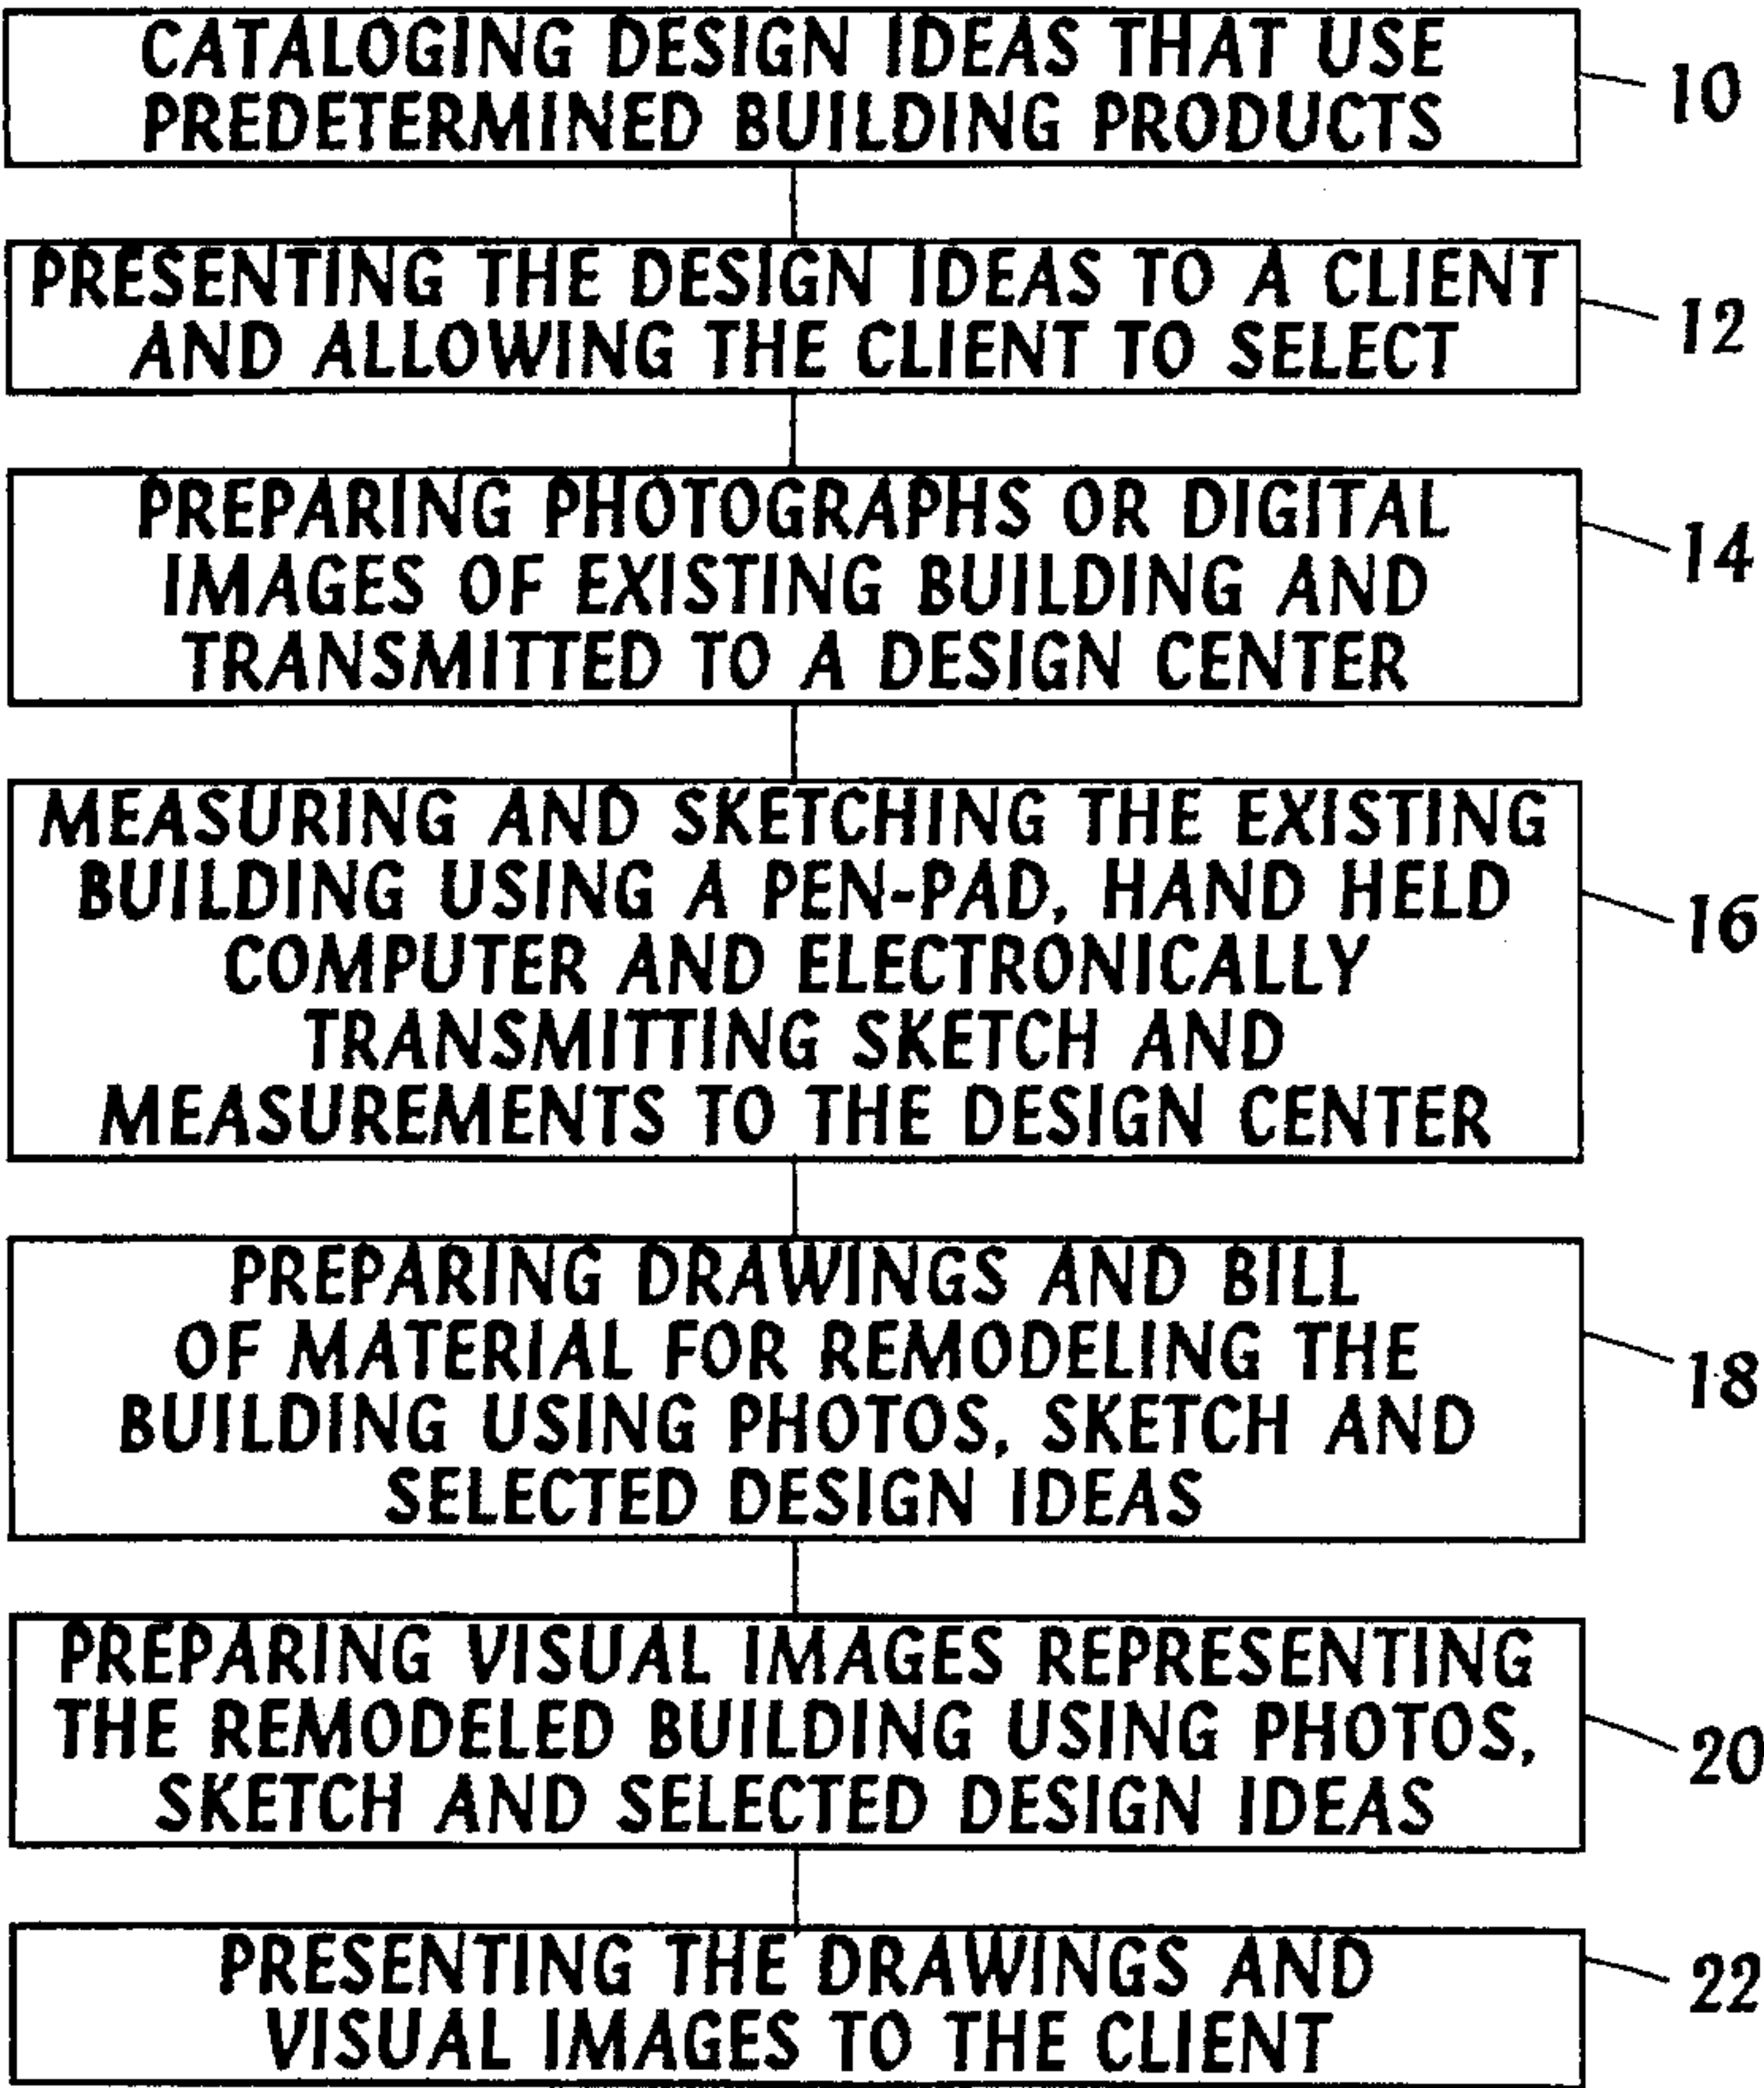 CATALOGING DESIGN IDEAS THAT USE
PREDETERMINED BUILDING PRODUCTS
10
PRESENTING THE DESIGN IDEAS TO A CLIENT
AND ALLOWING THE CLIENT TO SELECT
12
PREPARING PHOTOGRAPHS OR DIGITAL
IMAGES OF EXISTING BUILDING AND
TRANSMITTED TO A DESIGN CENTER
14
MEASURING AND SKETCHING THE EXISTING
BUILDING USING A PEN-PAD, HAND HELD
COMPUTER AND ELECTRONICALLY
TRANSMITTING SKETCH AND
MEASUREMENTS TO THE DESIGN CENTER
16
PREPARING DRAWINGS AND BILL
OF MATERIAL FOR REMODELING THE
BUILDING USING PHOTOS, SKETCH AND
SELECTED DESIGN IDEAS
18
PREPARING VISUAL IMAGES REPRESENTING
THE REMODELED BUILDING USING PHOTOS,
SKETCH AND SELECTED DESIGN IDEAS
20
PRESENTING THE DRAWINGS AND
VISUAL IMAGES TO THE CLIENT
22